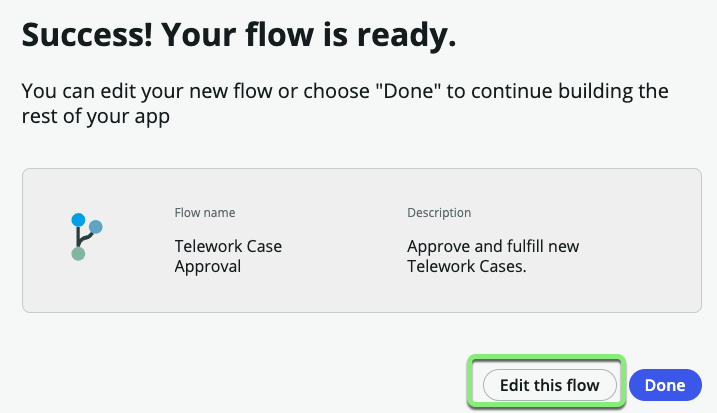 Success! Your flow is ready.
You can edit your new flow or choose "Done" to continue building the
rest of your app
Flow name
Description
Telework Case
Approval
Approve and fulfill new
Telework Cases.
Edit this flow
Done